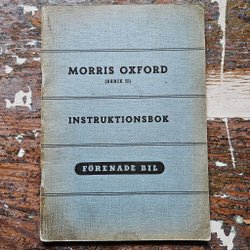 MORRIS OXFORD
(SERIE II)
INSTRUKTIONSBOK
FÖRENADE BIL